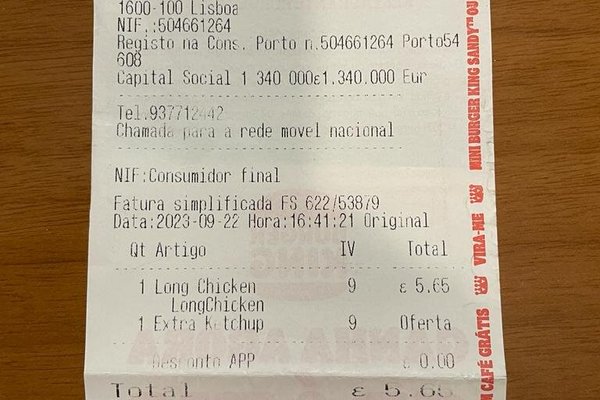 1600-100 Lisboa
NIF.:504661264
Registo na Cons. Porto n.504661264 Porto54
608
Capital Social 1 340 000ε1.340.000 Eur
Tel.937712442
Chamada para a rede movel nacional
NIF:Consumidor final
Fatura simplificada FS 622/53879
Data:2023-09-22 Hora:16:41:21 Original
Qt Artigo IV Total
1 Long Chicken 9 ε 5.65
LongChicken
1 Extra Ketchup 9 Oferta
Desconto APP ε 0.00
Total ε 5.65
MINI BURGER KING SANDY™ OU
VIRA-ME
M CAFÉ GRÁTIS